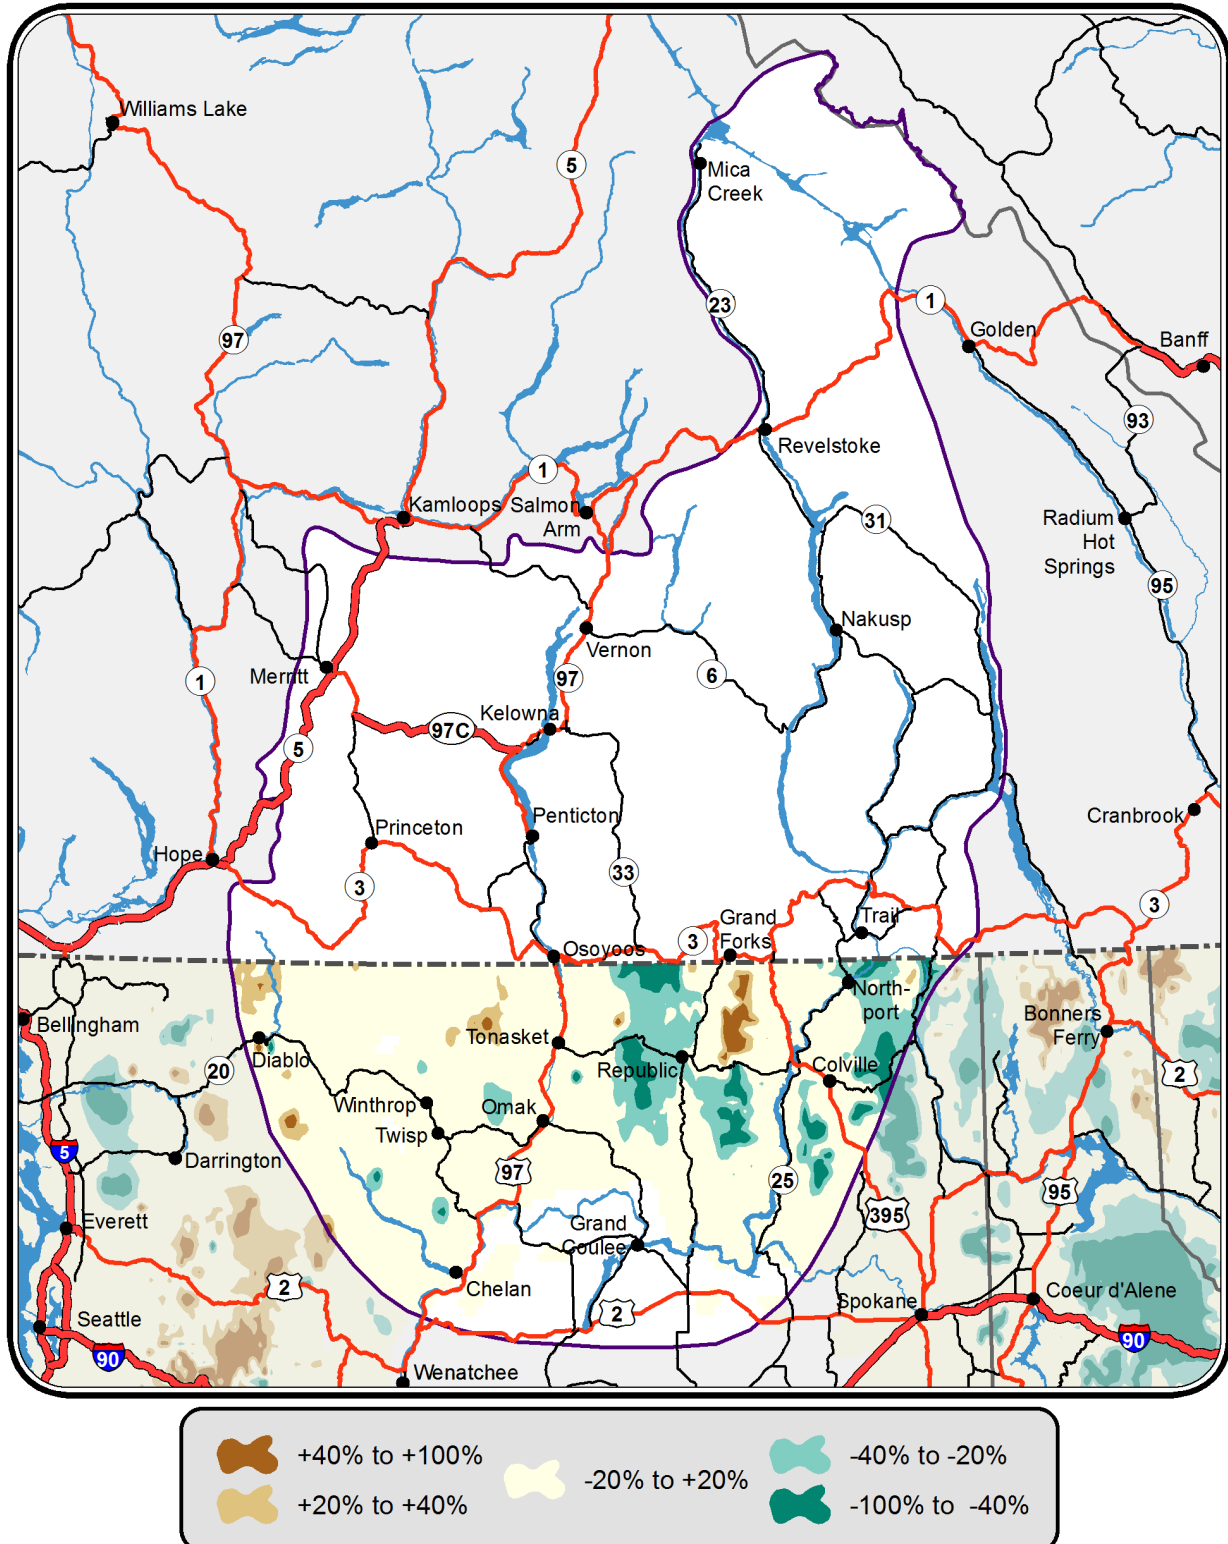 Williams Lake
5
Mica
Creek
23
1
97
Golden
Banff
93
Revelstoke
1
Kamloops
Salmon
Arm
31
Radium
Hot
Springs
95
Nakusp
Vernon
Merritt
1
97
6
Kelowna
97C
5
Penticton
Princeton
Cranbrook
Hope
33
3
3
Grand
Forks
Trail
3
Osoyoos
North-
port
Bellingham
Bonners
Ferry
Tonasket
Diablo
20
Republic
Colville
2
Winthrop
Omak
Twisp
5
Darrington
97
25
95
Everett
395
Grand
Coulee
2
Chelan
2
Spokane
Coeur d'Alene
Seattle
90
90
Wenatchee
+40% to +100%
-40% to -20%
-20% to +20%
+20% to +40%
-100% to -40%